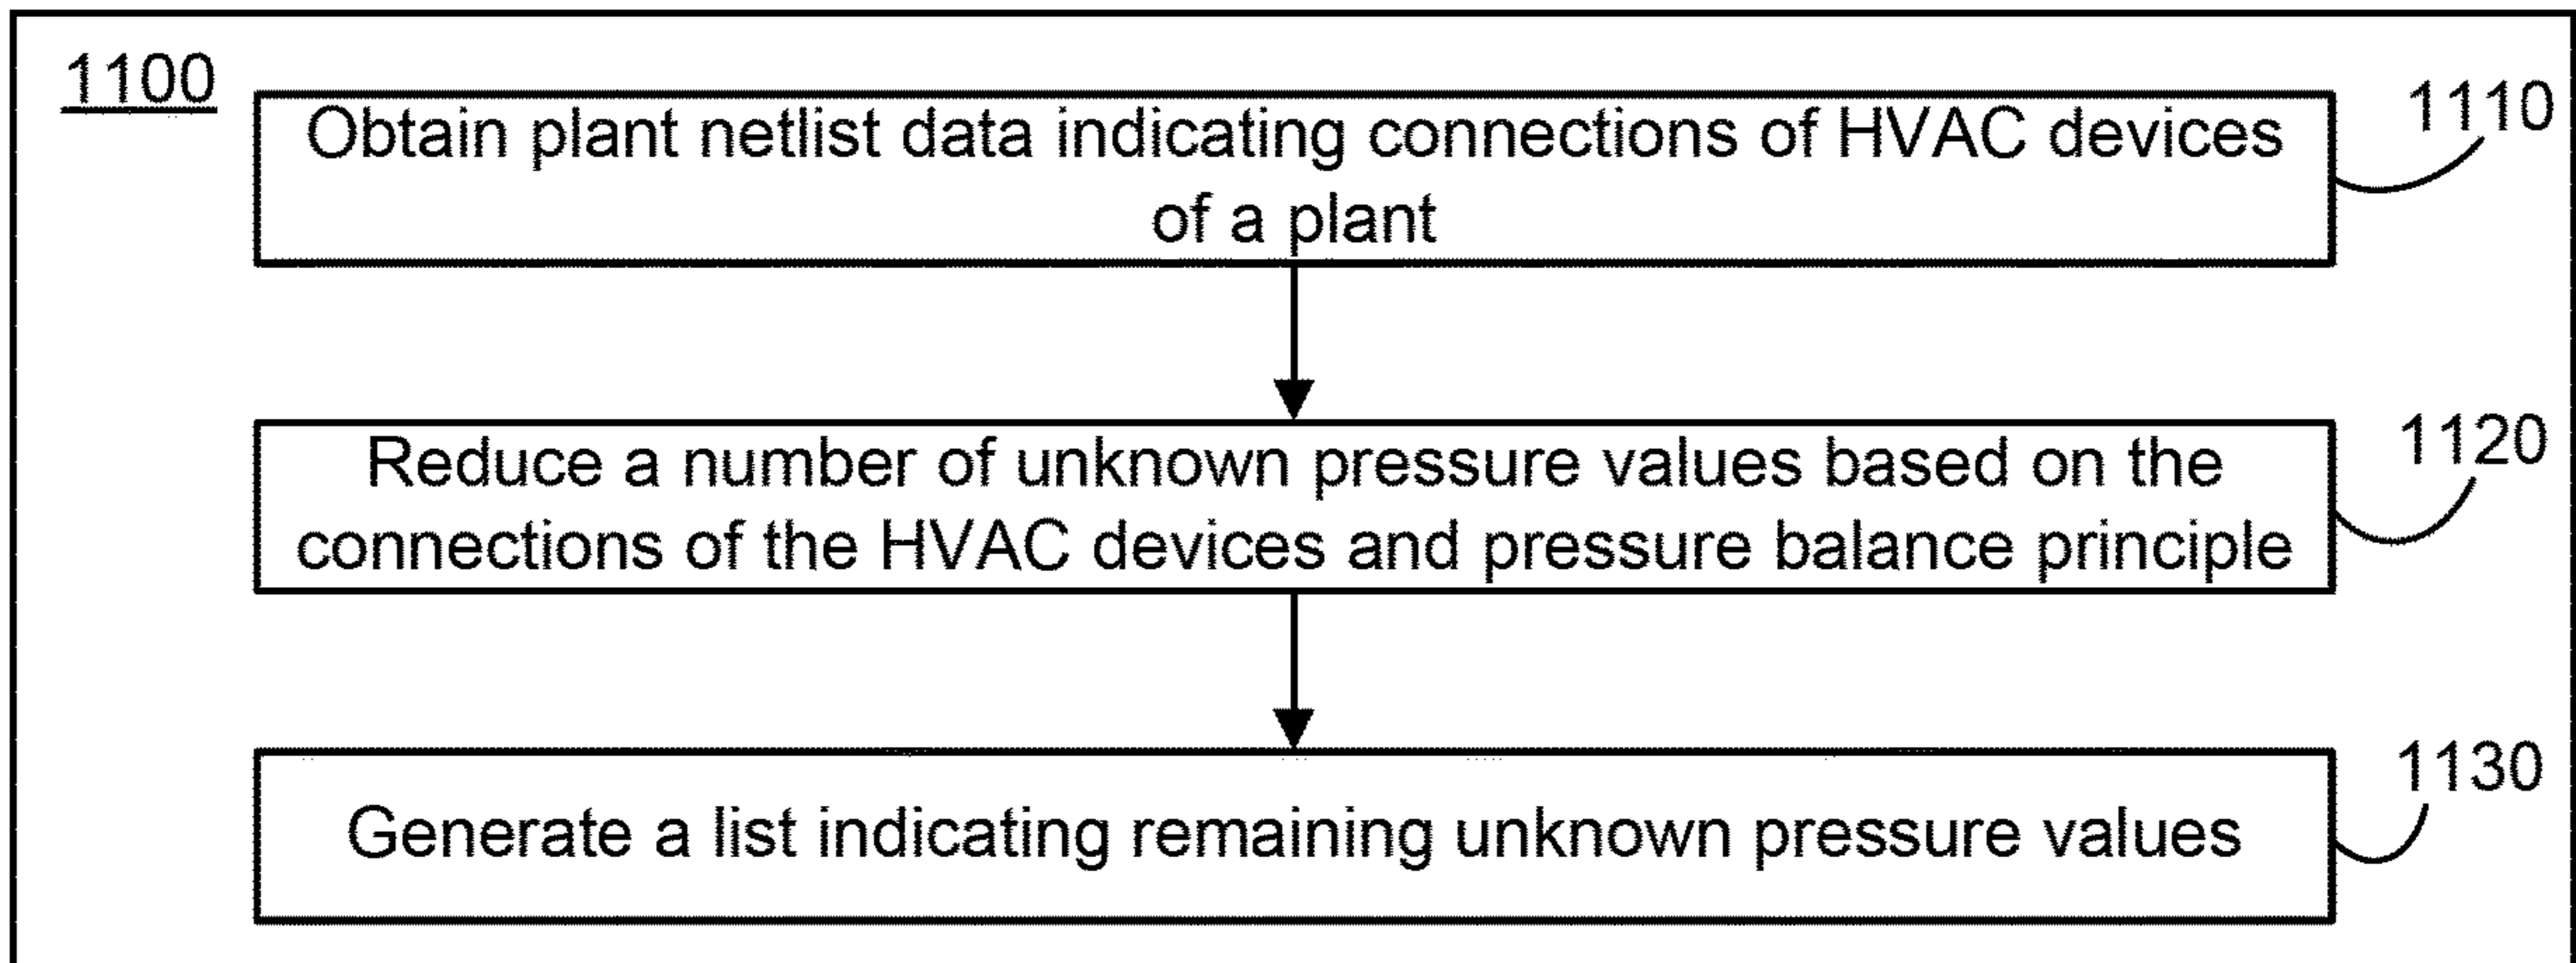 1100
Obtain plant netlist data indicating connections of HVAC devices
of a plant
1110
Reduce a number of unknown pressure values based on the
connections of the HVAC devices and pressure balance principle
1120
Generate a list indicating remaining unknown pressure values
1130